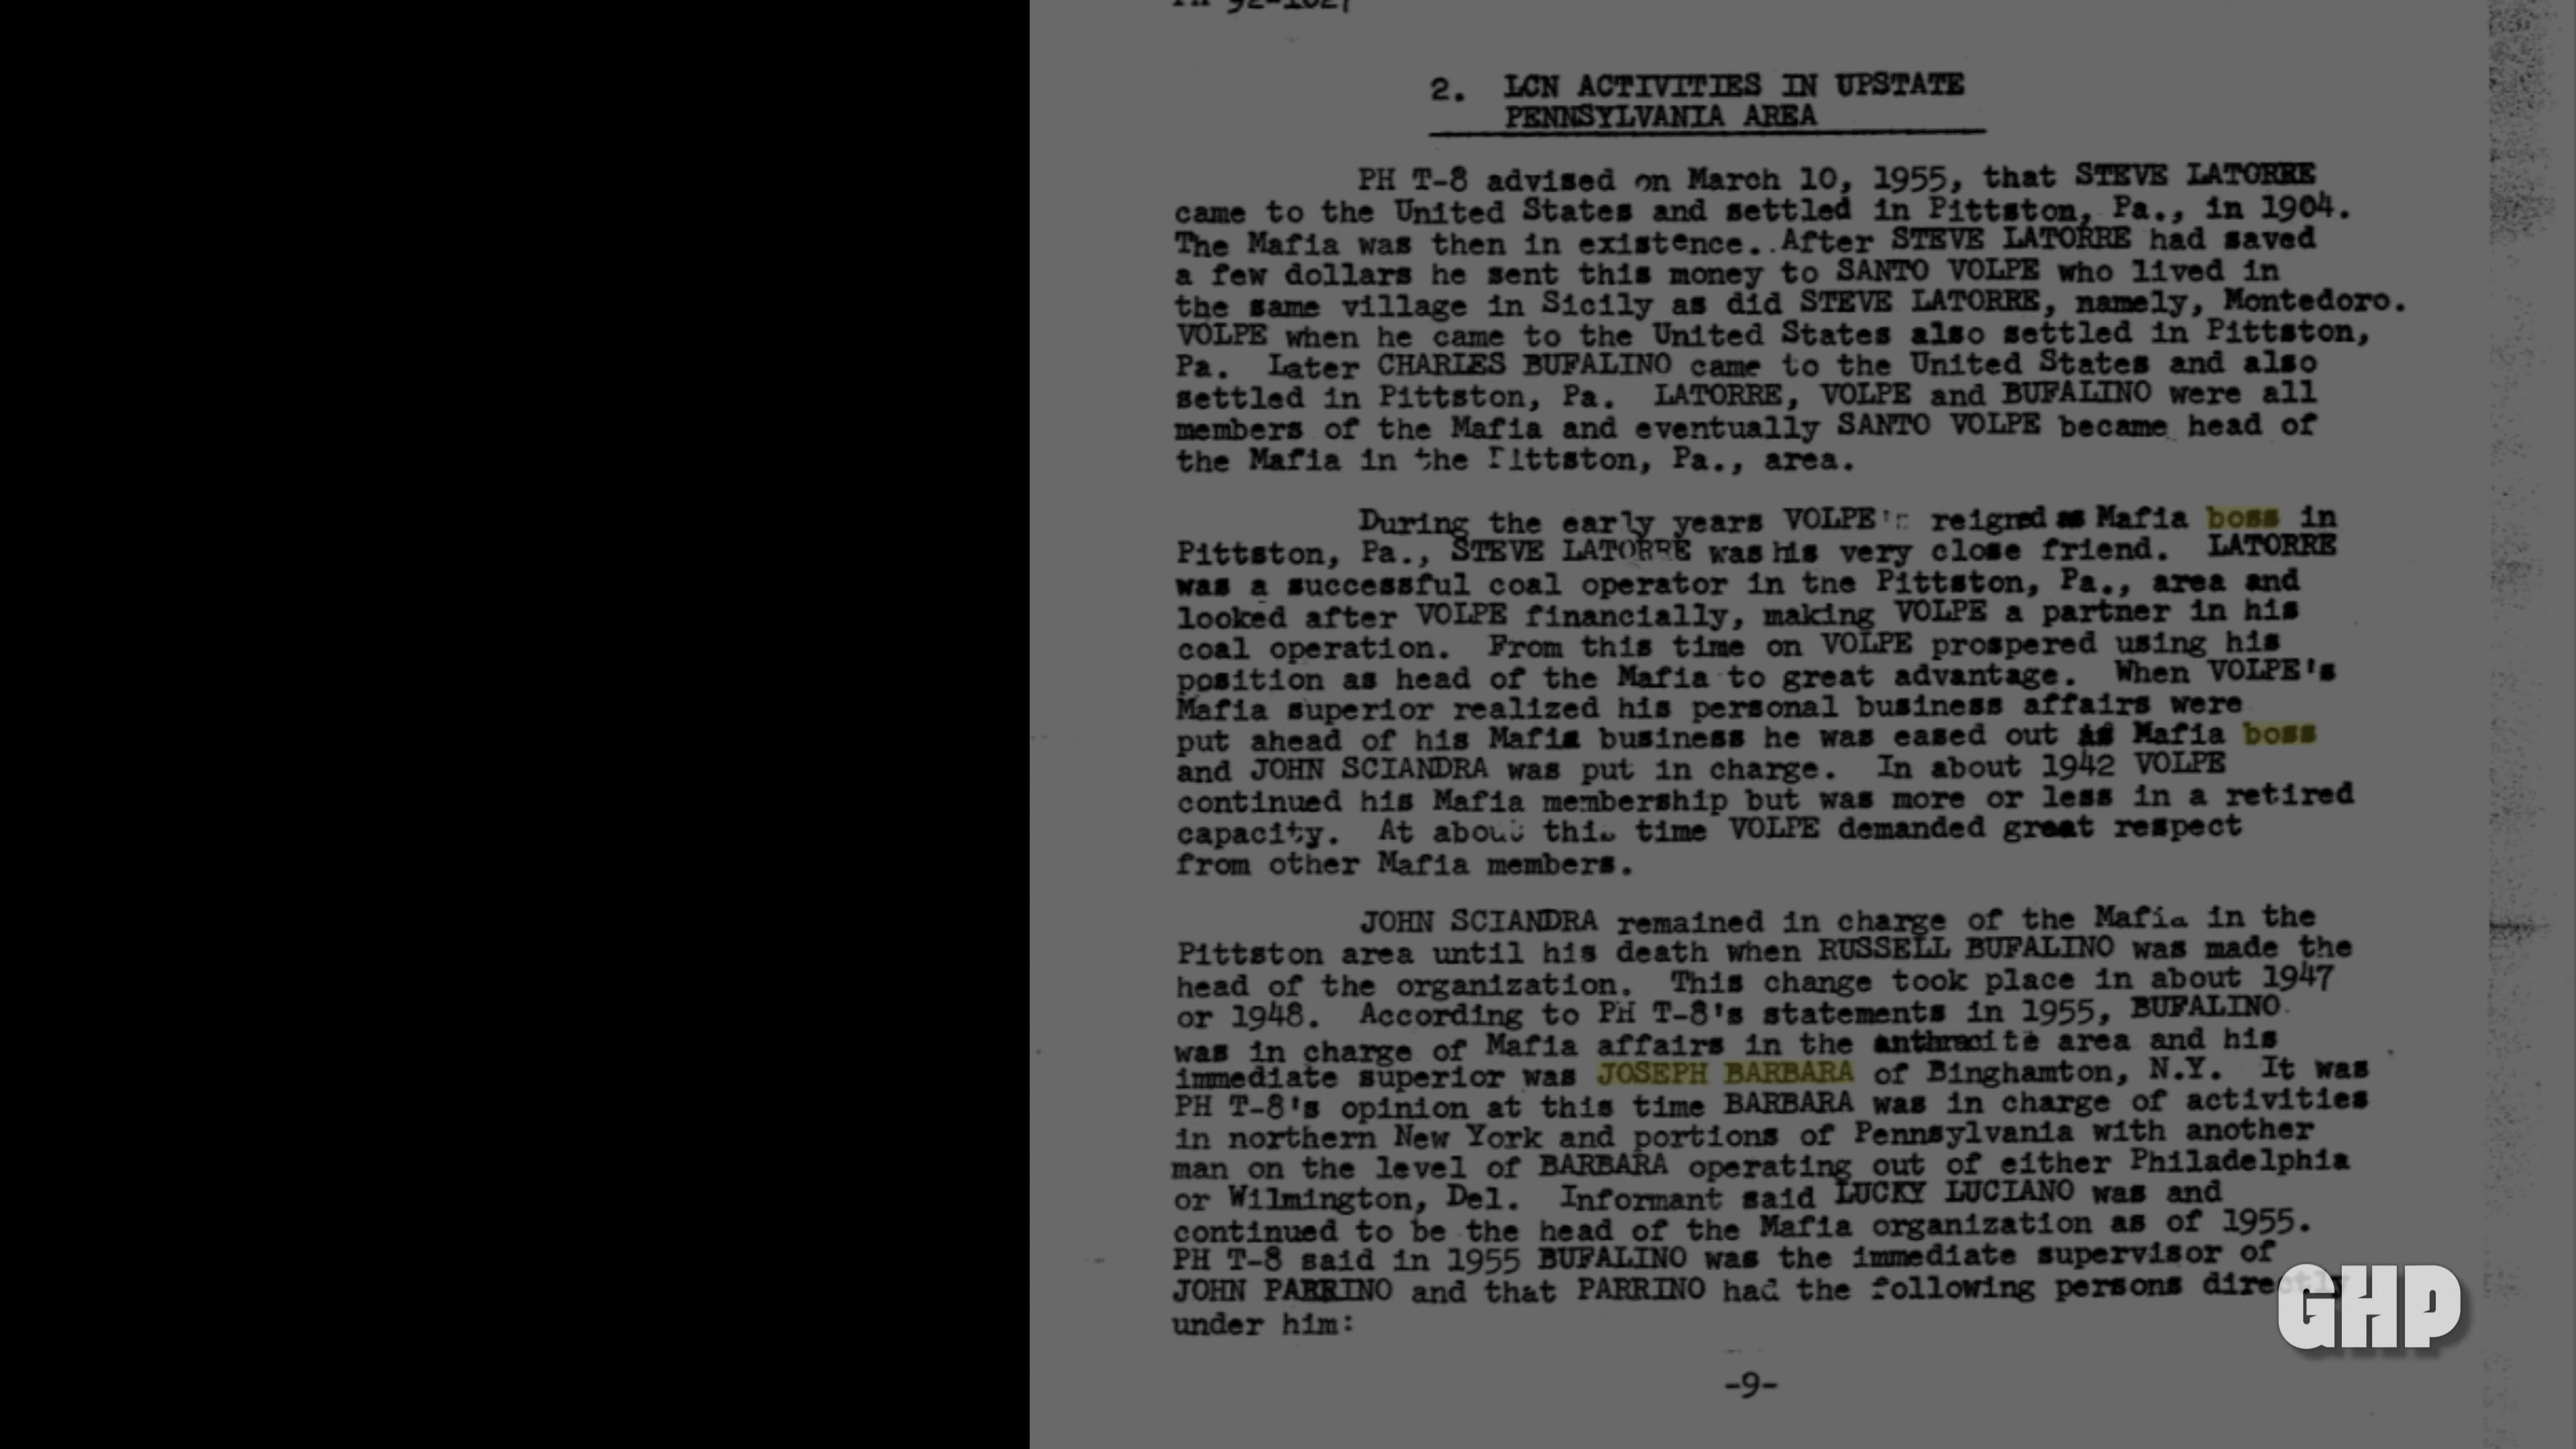 PH 92-1027
2. LCN ACTIVITIES IN UPSTATE
PENNSYLVANIA AREA
PH T-8 advised on March 10, 1955, that STEVE LATORRE
came to the United States and settled in Pittston, Pa., in 1904.
The Mafia was then in existence. After STEVE LATORRE had saved
a few dollars he sent this money to SANTO VOLPE who lived in
the same village in Sicily as did STEVE LATORRE, namely, Montedoro.
VOLPE when he came to the United States also settled in Pittston,
Pa. Later CHARLES BUFALINO came to the United States and also
settled in Pittston, Pa. LATORRE, VOLPE and BUFALINO were all
members of the Mafia and eventually SANTO VOLPE became head of
the Mafia in the Pittston, Pa., area.
During the early years VOLPE's reigned as Mafia boss in
Pittston, Pa., STEVE LATORRE was his very close friend. LATORRE
was a successful coal operator in the Pittston, Pa., area and
looked after VOLPE financially, making VOLPE a partner in his
coal operation. From this time on VOLPE prospered using his
position as head of the Mafia to great advantage. When VOLPE's
Mafia superior realized his personal business affairs were
put ahead of his Mafia business he was eased out as Mafia boss
and JOHN SCIANDRA was put in charge. In about 1942 VOLPE
continued his Mafia membership but was more or less in a retired
capacity. At about this time VOLPE demanded great respect
from other Mafia members.
JOHN SCIANDRA remained in charge of the Mafia in the
Pittston area until his death when RUSSELL BUFALINO was made the
head of the organization. This change took place in about 1947
or 1948. According to PH T-8's statements in 1955, BUFALINO
was in charge of Mafia affairs in the anthracite area and his
immediate superior was JOSEPH BARBARA of Binghamton, N.Y. It was
PH T-8's opinion at this time BARBARA was in charge of activities
in northern New York and portions of Pennsylvania with another
man on the level of BARBARA operating out of either Philadelphia
or Wilmington, Del. Informant said LUCKY LUCIANO was and
continued to be the head of the Mafia organization as of 1955.
PH T-8 said in 1955 BUFALINO was the immediate supervisor of
JOHN PARRINO and that PARRINO had the following persons directly
under him:
-9-
GHP